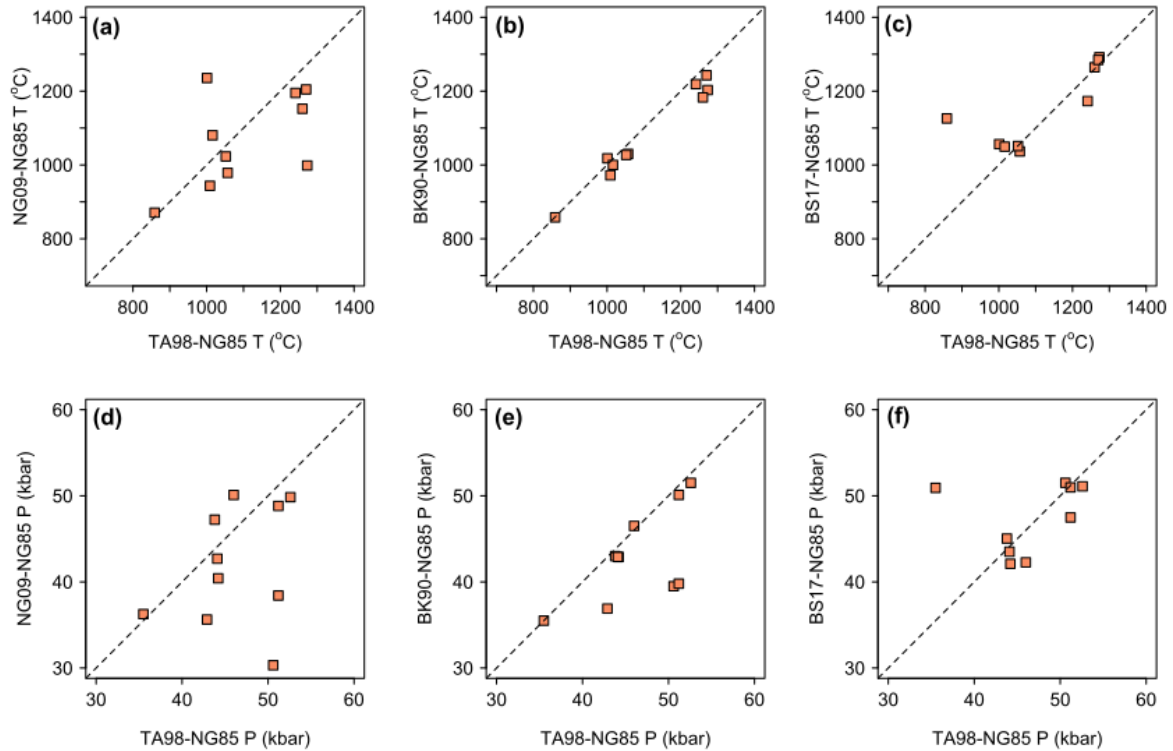 (a)
1400
1200
1000
800
NG09-NG85 T (°C)
800 1000 1200 1400
TA98-NG85 T (°C)
(b)
1400
1200
1000
800
BK90-NG85 T (°C)
800 1000 1200 1400
TA98-NG85 T (°C)
(c)
1400
1200
1000
800
BS17-NG85 T (°C)
800 1000 1200 1400
TA98-NG85 T (°C)
(d)
60
50
40
30
NG09-NG85 P (kbar)
30 40 50 60
TA98-NG85 P (kbar)
(e)
60
50
40
30
BK90-NG85 P (kbar)
30 40 50 60
TA98-NG85 P (kbar)
(f)
60
50
40
30
BS17-NG85 P (kbar)
30 40 50 60
TA98-NG85 P (kbar)